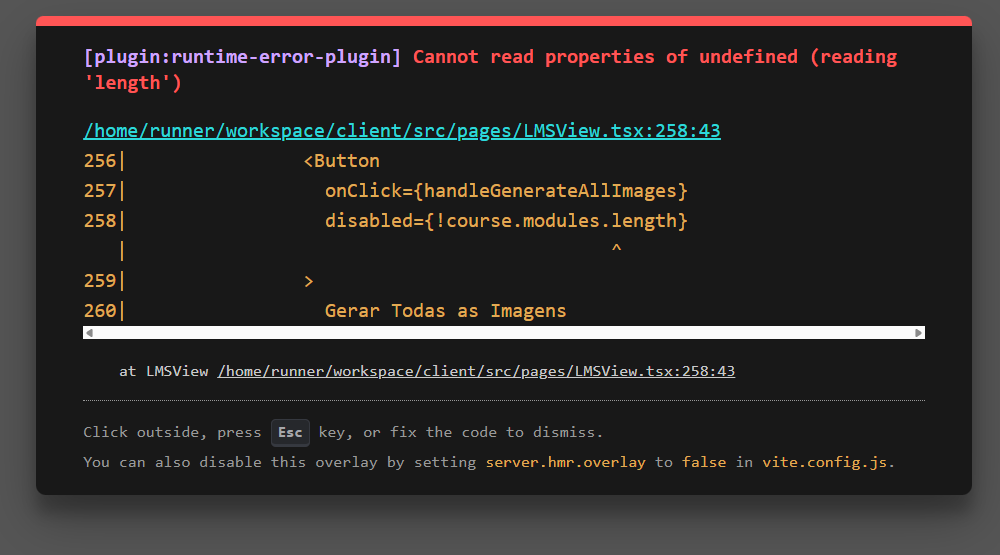 [plugin:runtime-error-plugin] Cannot read properties of undefined (reading
'length')
/home/runner/workspace/client/src/pages/LMSView.tsx:258:43
256|                <Button
257|                  onClick={handleGenerateAllImages}
258|                  disabled={!course.modules.length}
   |                                           ^
259|                >
260|                  Gerar Todas as Imagens
at LMSView /home/runner/workspace/client/src/pages/LMSView.tsx:258:43
Click outside, press Esc key, or fix the code to dismiss.
You can also disable this overlay by setting server.hmr.overlay to false in vite.config.js.